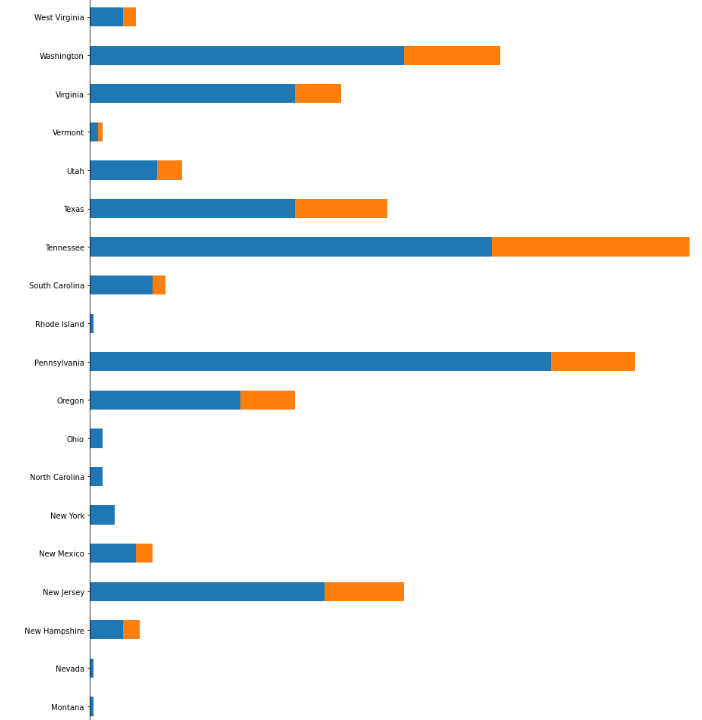 West Virginia
Washington
Virginia
Vermont
Utah
Texas
Tennessee
South Carolina
Rhode Island
Pennsylvania
Oregon
Ohio
North Carolina
New York
New Mexico
New Jersey
New Hampshire
Nevada
Montana